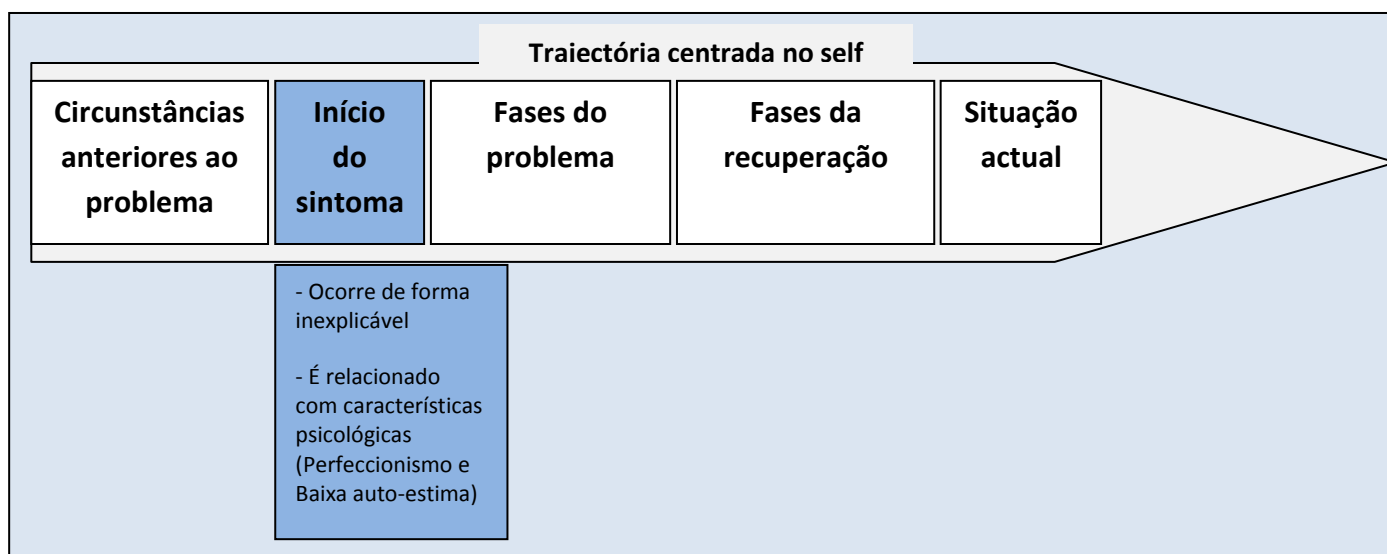 Trajectória centrada no self
Circunstâncias
anteriores ao
problema
Início
do
sintoma
Fases do
problema
Fases da
recuperação
Situação
actual
- Ocorre de forma
inexplicável
- É relacionado
com características
psicológicas
(Perfeccionismo e
Baixa auto-estima)